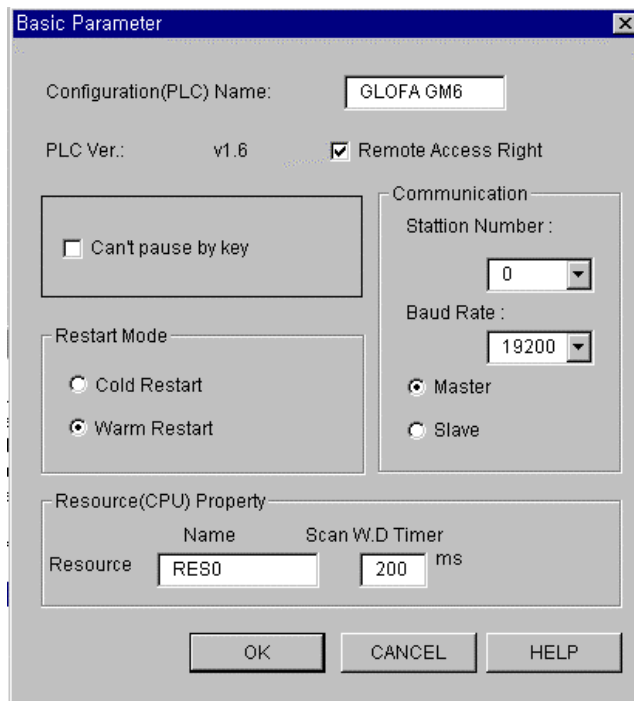 Basic Parameter
Configuration(PLC) Name: GLOFA GM6
PLC Ver.: v1.6 Remote Access Right
Communication
Stattion Number :
Can't pause by key
0
Baud Rate :
19200
Restart Mode
Cold Restart
Master
Warm Restart
Slave
Resource(CPU) Property
Name Scan W.D Timer
Resource RES0 200 ms
OK CANCEL HELP